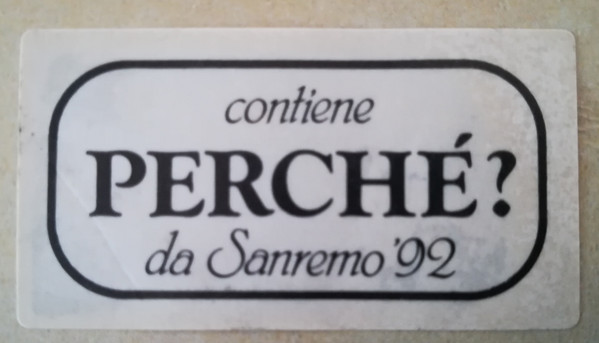 contiene
PERCHÉ?
da Sanremo '92